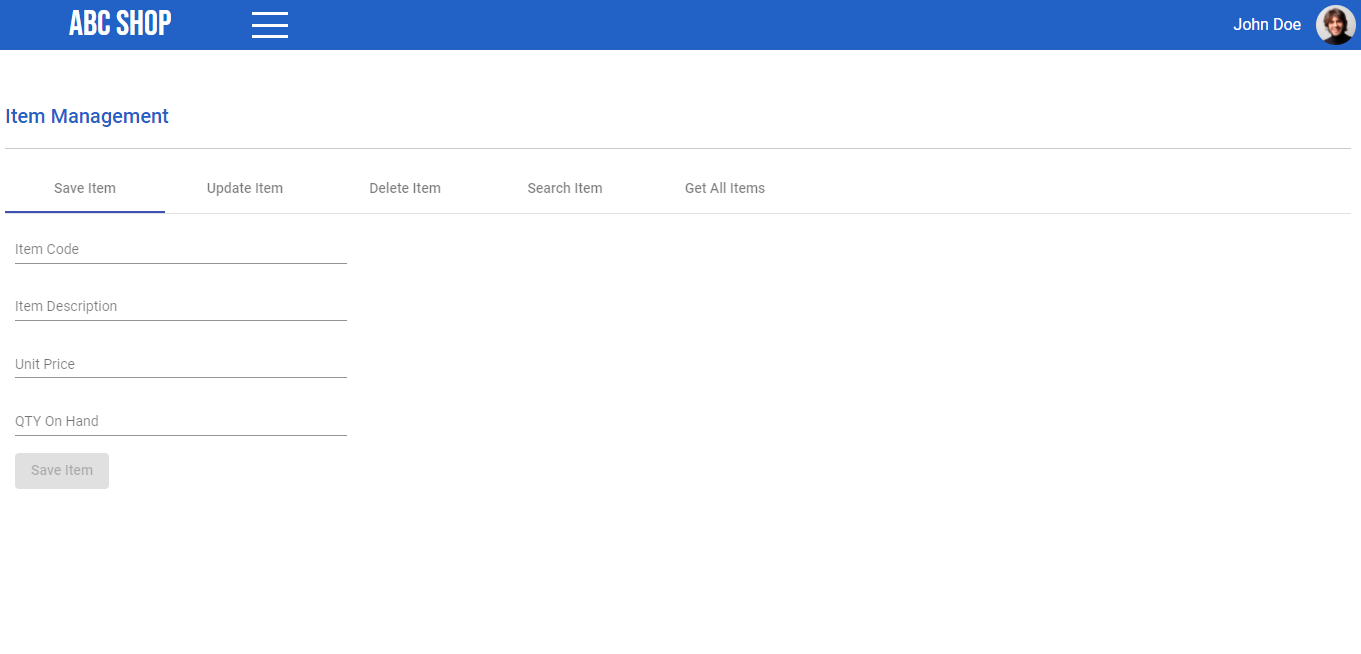 ABC SHOP
John Doe
Item Management
Save Item Update Item Delete Item Search Item Get All Items
Item Code
Item Description
Unit Price
QTY On Hand
Save Item